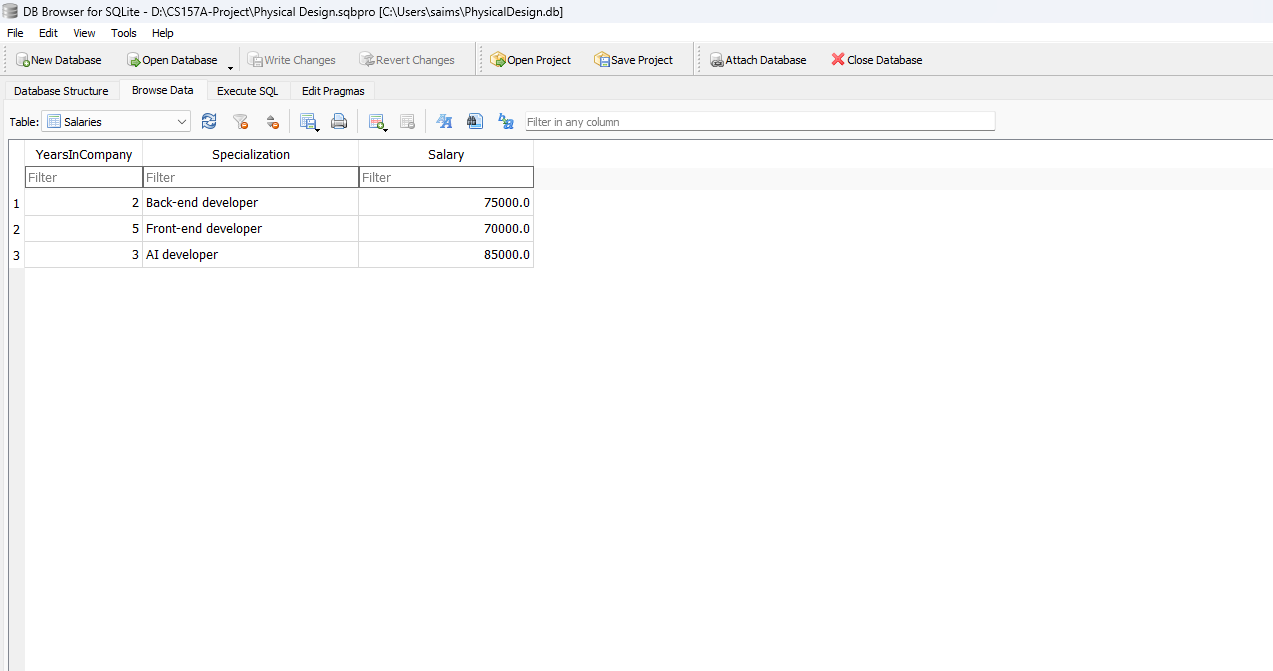 DB Browser for SQLite - D:\CS157A-Project\Physical Design.sqbpro [C:\Users\saims\PhysicalDesign.db]
File Edit View Tools Help
New Database Open Database Write Changes Revert Changes Open Project Save Project Attach Database Close Database
Database Structure Browse Data Execute SQL Edit Pragmas
Table: Salaries Filter in any column
YearsInCompany Specialization Salary
Filter Filter Filter
1 2 Back-end developer 75000.0
2 5 Front-end developer 70000.0
3 3 AI developer 85000.0